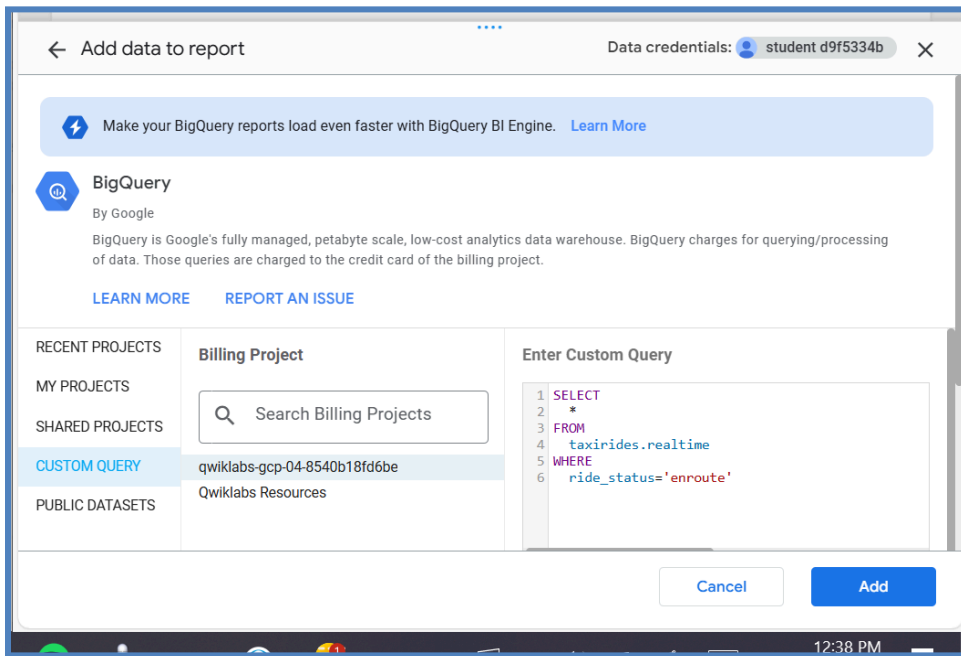 Add data to report
Data credentials: student d9f5334b
Make your BigQuery reports load even faster with BigQuery BI Engine. Learn More
BigQuery
By Google
BigQuery is Google's fully managed, petabyte scale, low-cost analytics data warehouse. BigQuery charges for querying/processing
of data. Those queries are charged to the credit card of the billing project.
LEARN MORE REPORT AN ISSUE
RECENT PROJECTS
MY PROJECTS
SHARED PROJECTS
CUSTOM QUERY
PUBLIC DATASETS
Billing Project
Search Billing Projects
qwiklabs-gcp-04-8540b18fd6be
Qwiklabs Resources
Enter Custom Query
1 SELECT
2 *
3 FROM
4 taxirides.realtime
5 WHERE
6 ride_status='enroute'
Cancel Add
1
12:38 PM